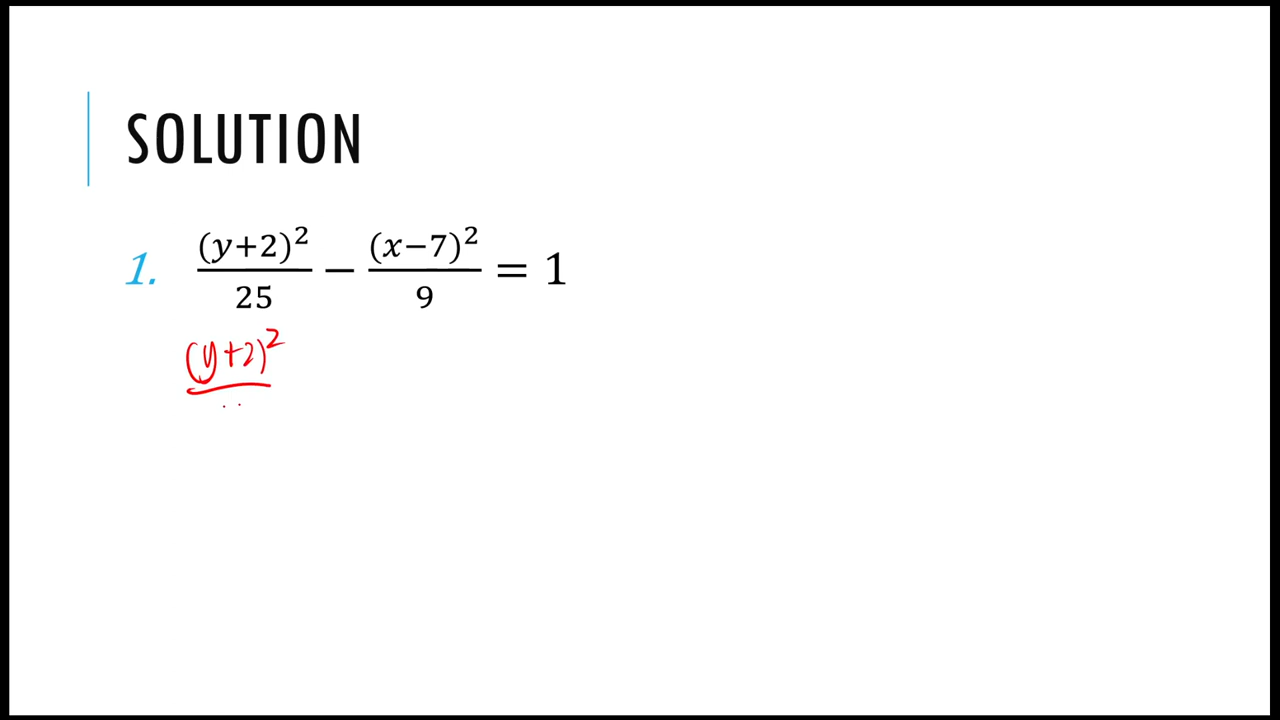 SOLUTION
1. (y+2)²/25 − (x−7)²/9 = 1
(y+2)²